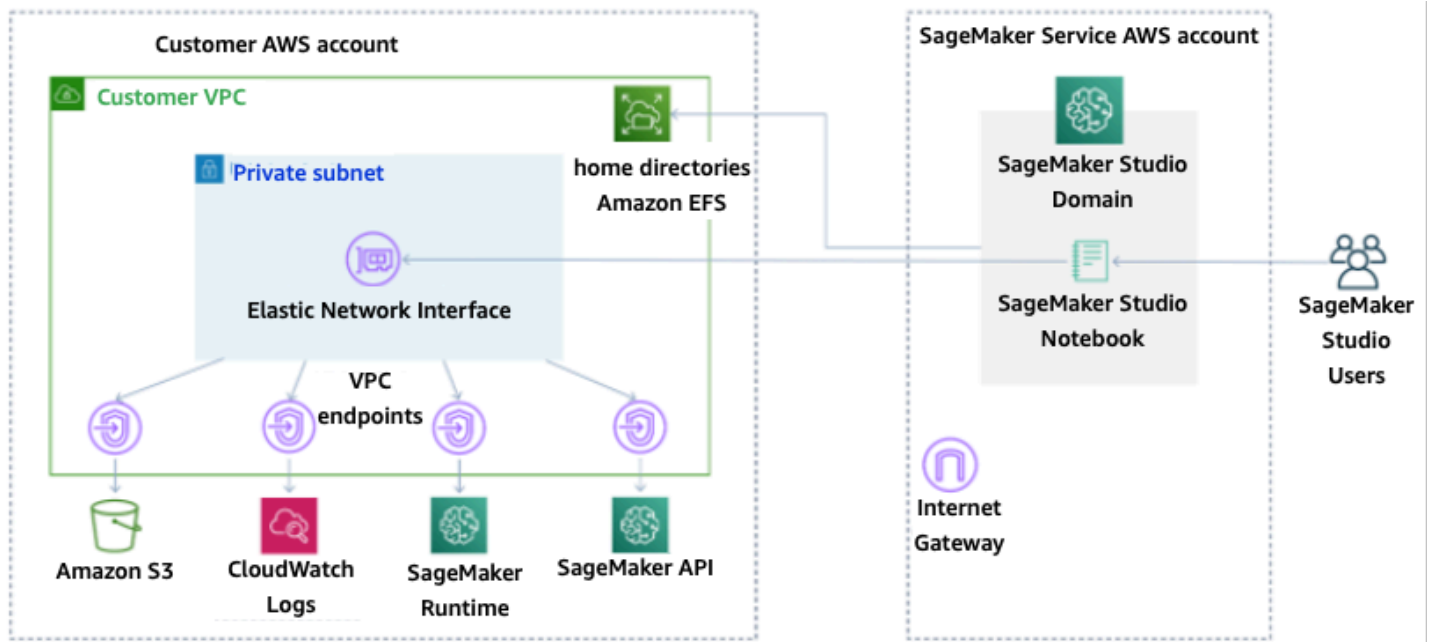 Customer AWS account
Customer VPC
home directories
Amazon EFS
Private subnet
Elastic Network Interface
VPC
endpoints
Amazon S3
CloudWatch
Logs
SageMaker
Runtime
SageMaker API
SageMaker Service AWS account
SageMaker Studio
Domain
SageMaker Studio
Notebook
Internet
Gateway
SageMaker
Studio
Users